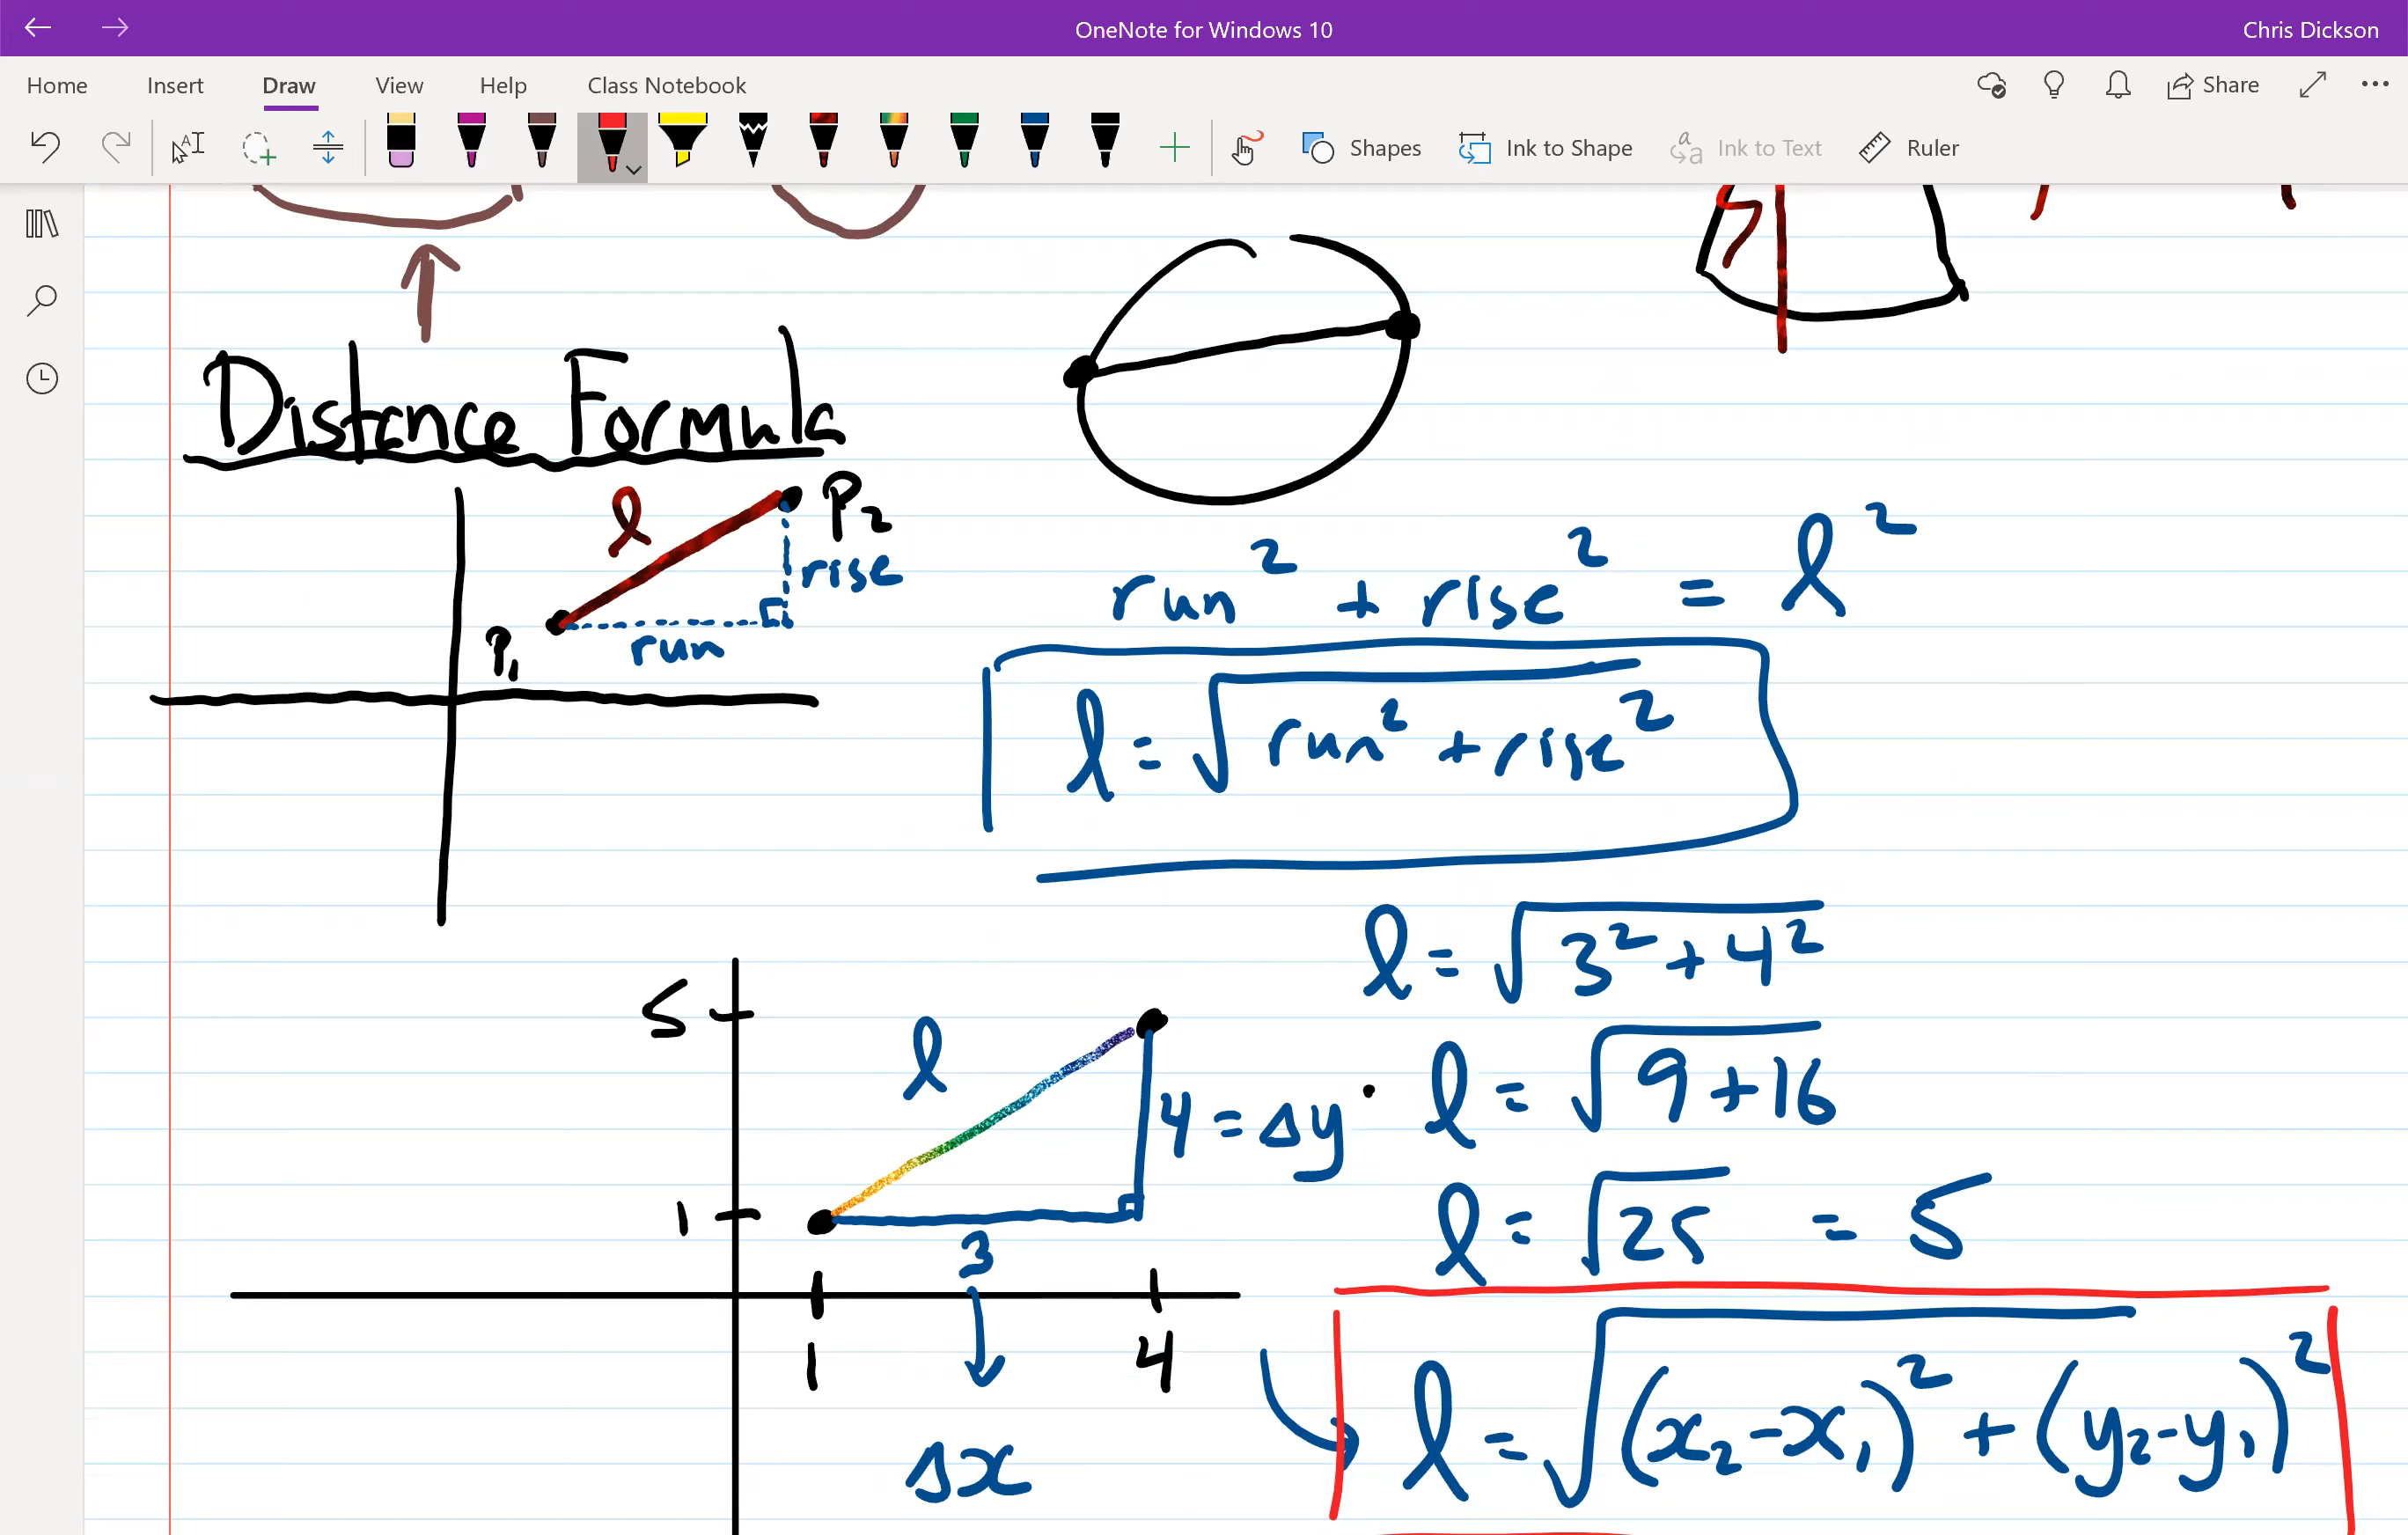 OneNote for Windows 10
Chris Dickson
Home Insert Draw View Help Class Notebook
Share
Shapes Ink to Shape Ink to Text Ruler
Distance Formula
l P₂
rise
P₁ run
run² + rise² = l²
l = √(run² + rise²)
l = √(3² + 4²)
5
l
4 = Δy
l = √(9 + 16)
l = √25 = 5
1
3
1 4
Δx
l = √((x₂-x₁)² + (y₂-y₁)²)